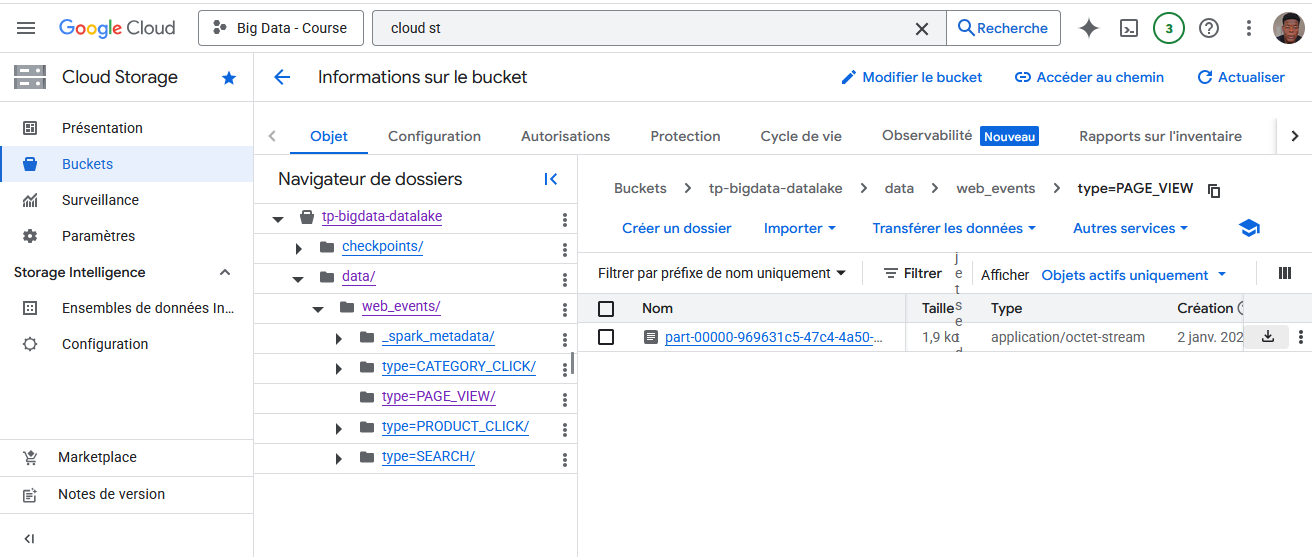 Google Cloud
Big Data - Course
cloud st
Recherche
3
Cloud Storage
Informations sur le bucket
Modifier le bucket
Accéder au chemin
Actualiser
Présentation
Buckets
Surveillance
Paramètres
Storage Intelligence
Ensembles de données In...
Configuration
Marketplace
Notes de version
Objet
Configuration
Autorisations
Protection
Cycle de vie
Observabilité Nouveau
Rapports sur l'inventaire
Navigateur de dossiers
tp-bigdata-datalake
checkpoints/
data/
web_events/
_spark_metadata/
type=CATEGORY_CLICK/
type=PAGE_VIEW/
type=PRODUCT_CLICK/
type=SEARCH/
Buckets > tp-bigdata-datalake > data > web_events > type=PAGE_VIEW
Créer un dossier
Importer
Transférer les données
Autres services
Filtrer par préfixe de nom uniquement
Filtrer
Afficher
Objets actifs uniquement
Nom
Taille
Type
Création
part-00000-969631c5-47c4-4a50-...
1,9 ko
application/octet-stream
2 janv. 202